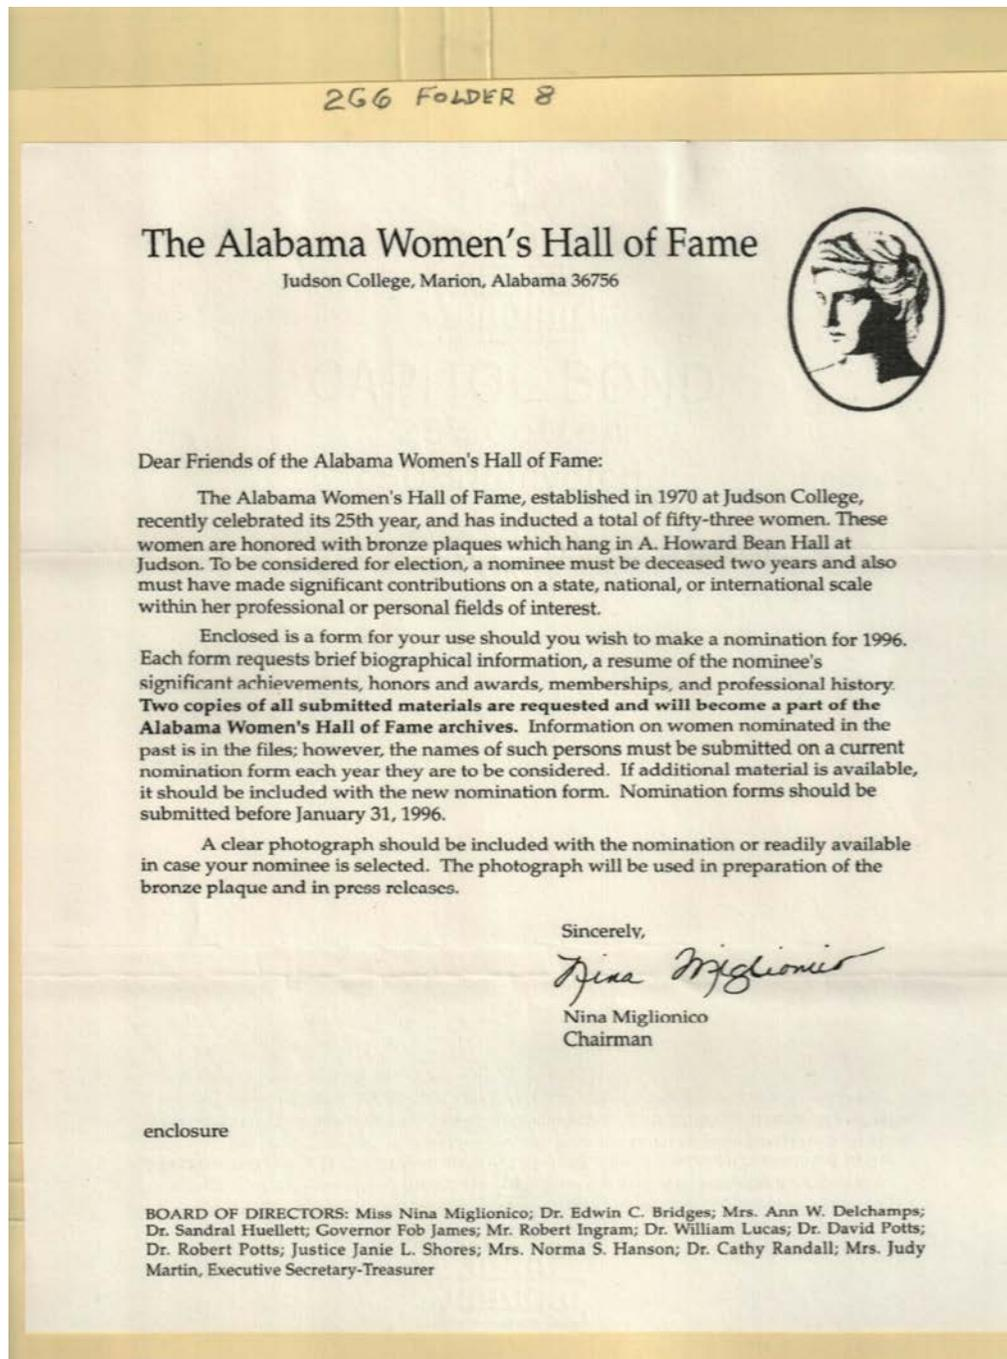 2G6 FOLDER 8
The Alabama Women's Hall of Fame
Judson College, Marion, Alabama 36756
Dear Friends of the Alabama Women's Hall of Fame:
The Alabama Women's Hall of Fame, established in 1970 at Judson College,
recently celebrated its 25th year, and has inducted a total of fifty-three women. These
women are honored with bronze plaques which hang in A. Howard Bean Hall at
Judson. To be considered for election, a nominee must be deceased two years and also
must have made significant contributions on a state, national, or international scale
within her professional or personal fields of interest.
Enclosed is a form for your use should you wish to make a nomination for 1996.
Each form requests brief biographical information, a resume of the nominee's
significant achievements, honors and awards, memberships, and professional history.
Two copies of all submitted materials are requested and will become a part of the
Alabama Women's Hall of Fame archives. Information on women nominated in the
past is in the files; however, the names of such persons must be submitted on a current
nomination form each year they are to be considered. If additional material is available,
it should be included with the new nomination form. Nomination forms should be
submitted before January 31, 1996.
A clear photograph should be included with the nomination or readily available
in case your nominee is selected. The photograph will be used in preparation of the
bronze plaque and in press releases.
Sincerely,
Nina Miglionico
Nina Miglionico
Chairman
enclosure
BOARD OF DIRECTORS: Miss Nina Miglionico; Dr. Edwin C. Bridges; Mrs. Ann W. Delchamps;
Dr. Sandral Huellett; Governor Fob James; Mr. Robert Ingram; Dr. William Lucas; Dr. David Potts;
Dr. Robert Potts; Justice Janie L. Shores; Mrs. Norma S. Hanson; Dr. Cathy Randall; Mrs. Judy
Martin, Executive Secretary-Treasurer